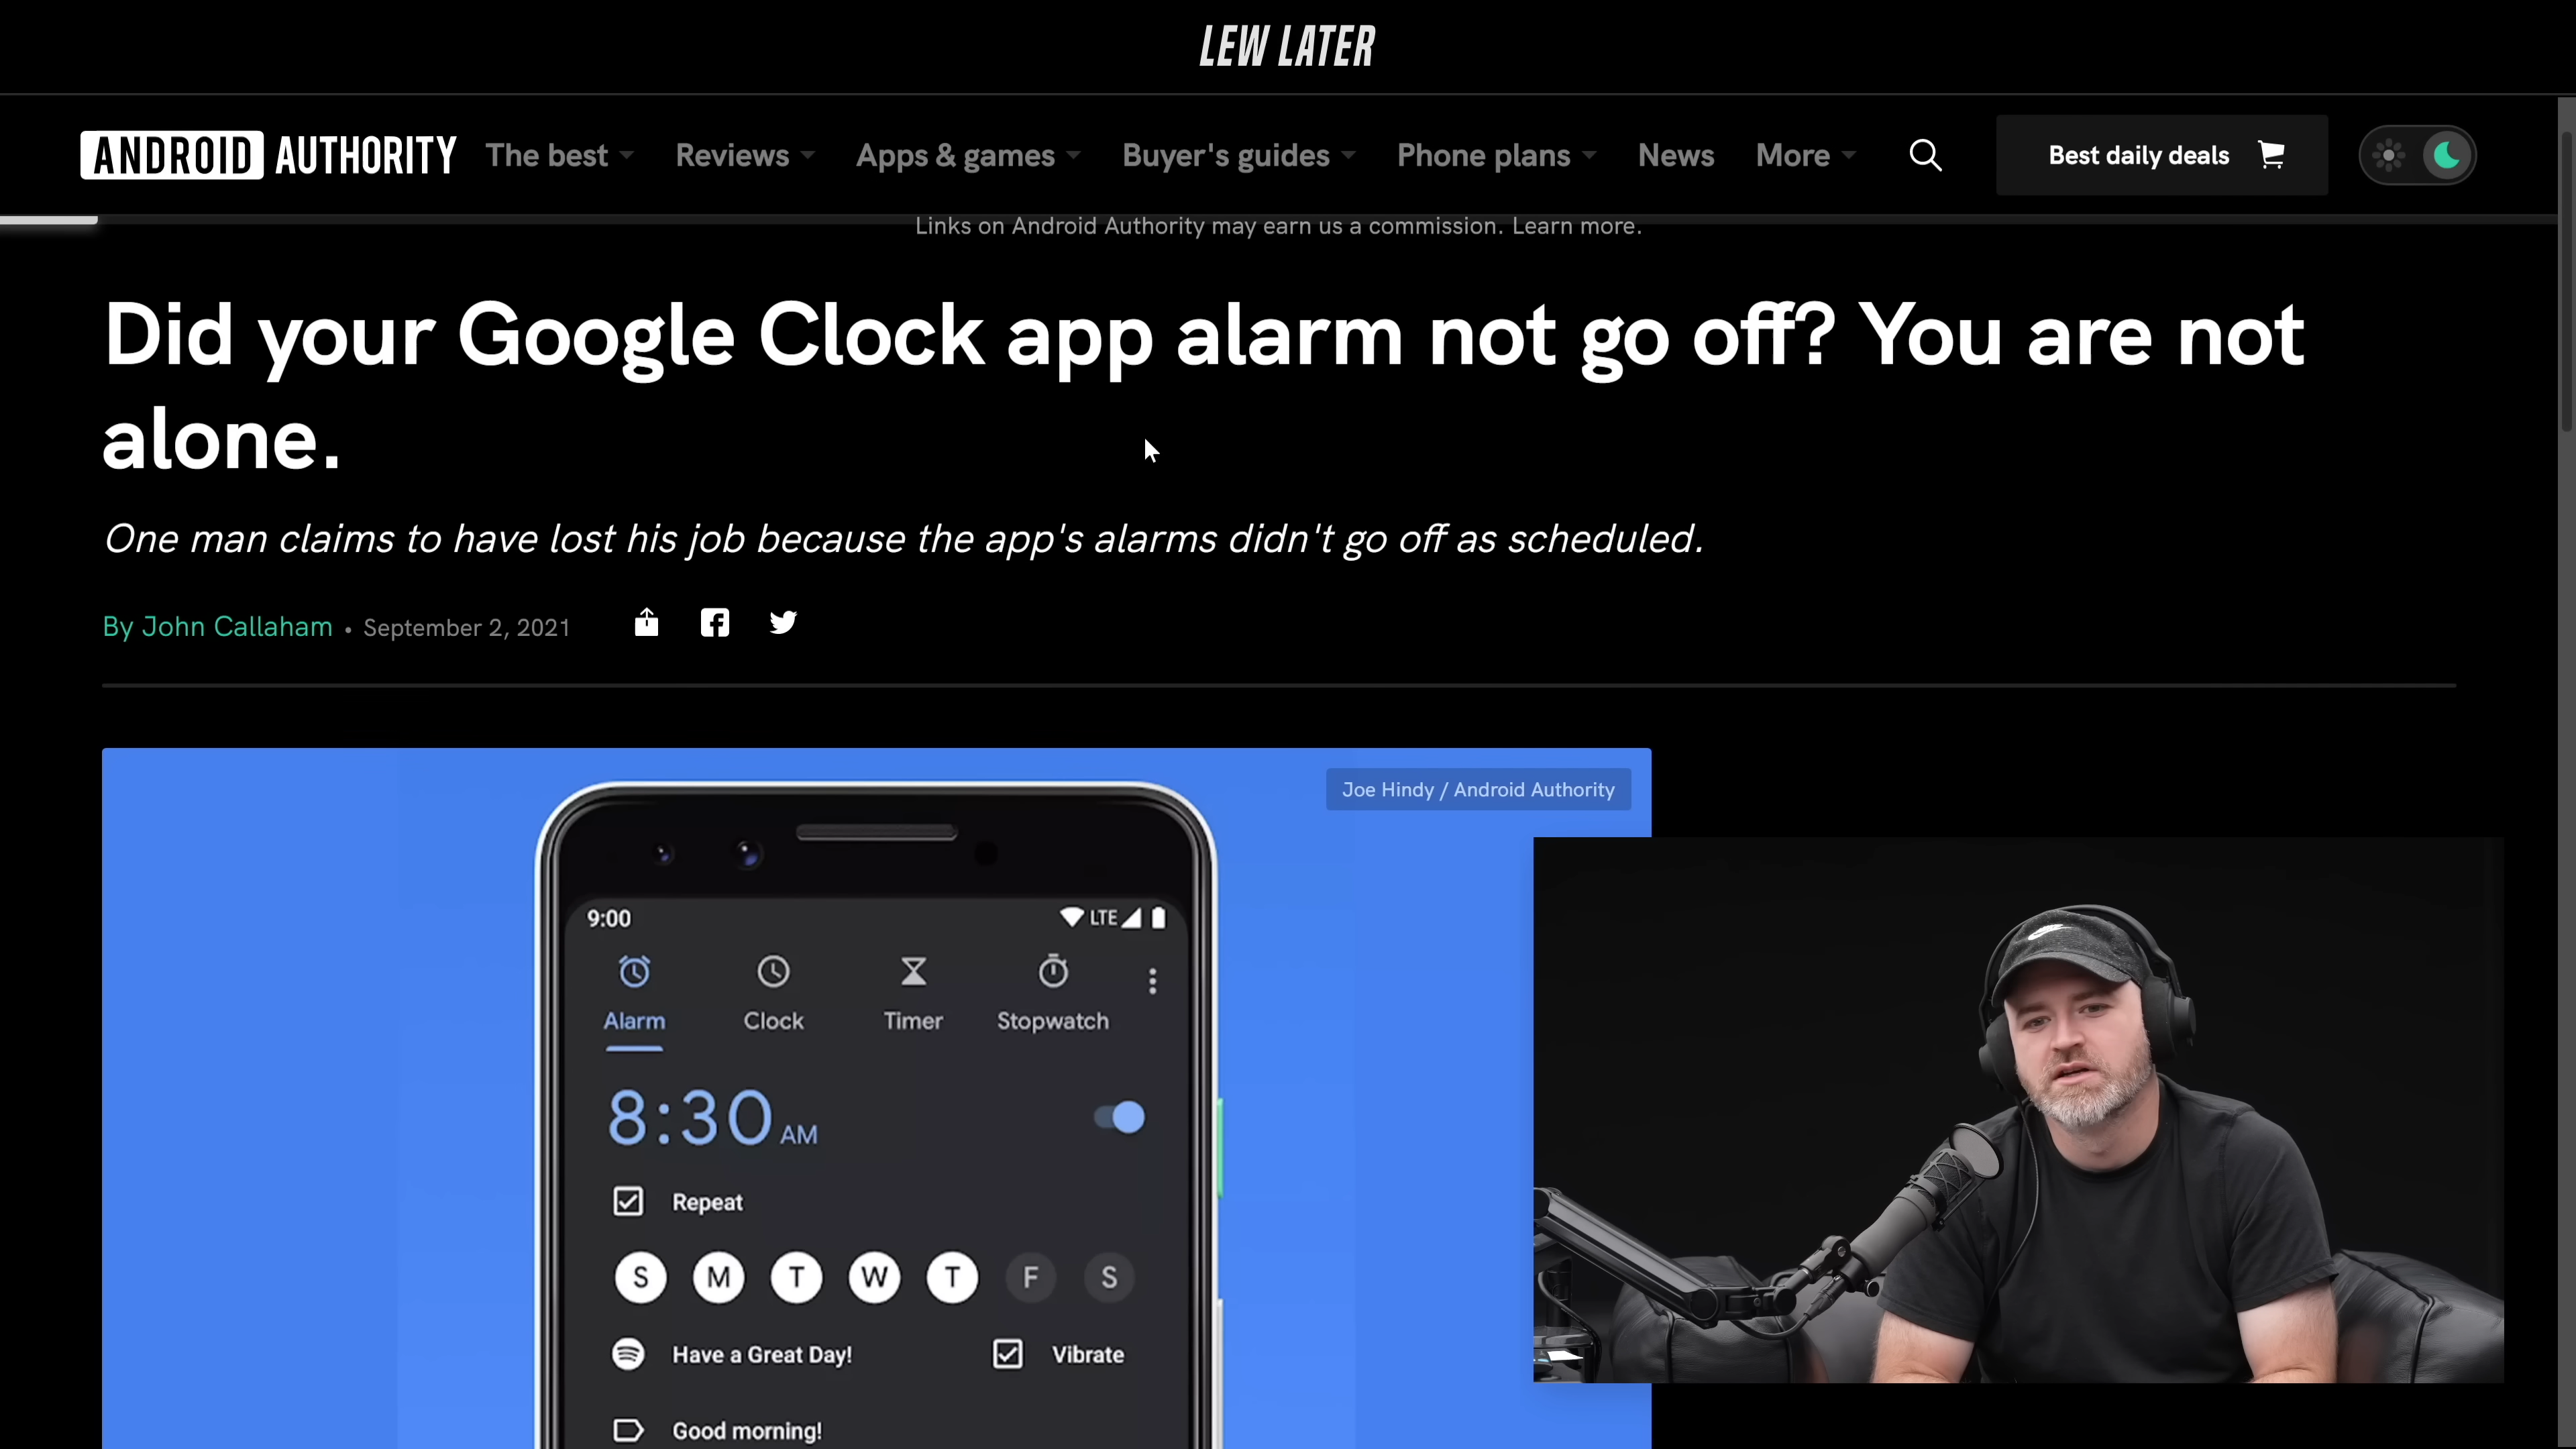 LEW LATER
ANDROID AUTHORITY The best Reviews Apps & games Buyer's guides Phone plans News More Best daily deals
Links on Android Authority may earn us a commission. Learn more.
Did your Google Clock app alarm not go off? You are not
alone.
One man claims to have lost his job because the app's alarms didn't go off as scheduled.
By John Callaham • September 2, 2021
Joe Hindy / Android Authority
9:00 LTE
Alarm Clock Timer Stopwatch
8:30 AM
Repeat
S M T W T F S
Have a Great Day! Vibrate
Good morning!